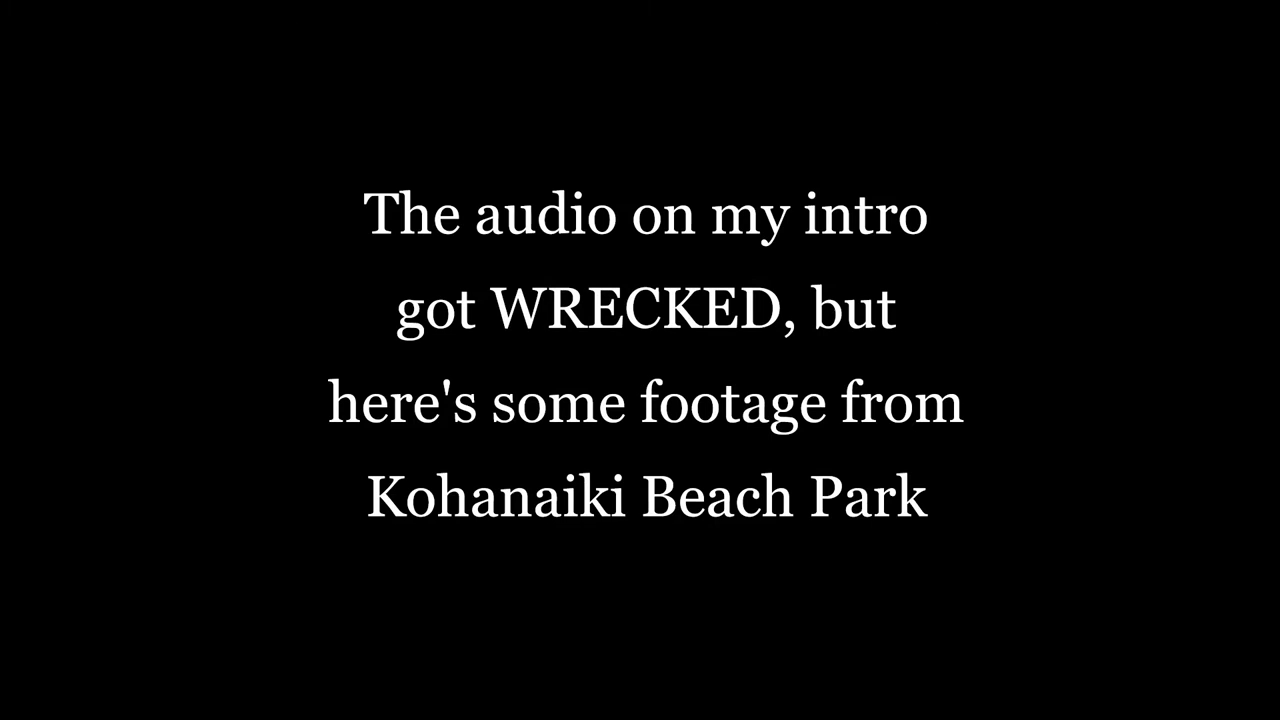 The audio on my intro
got WRECKED, but
here's some footage from
Kohanaiki Beach Park